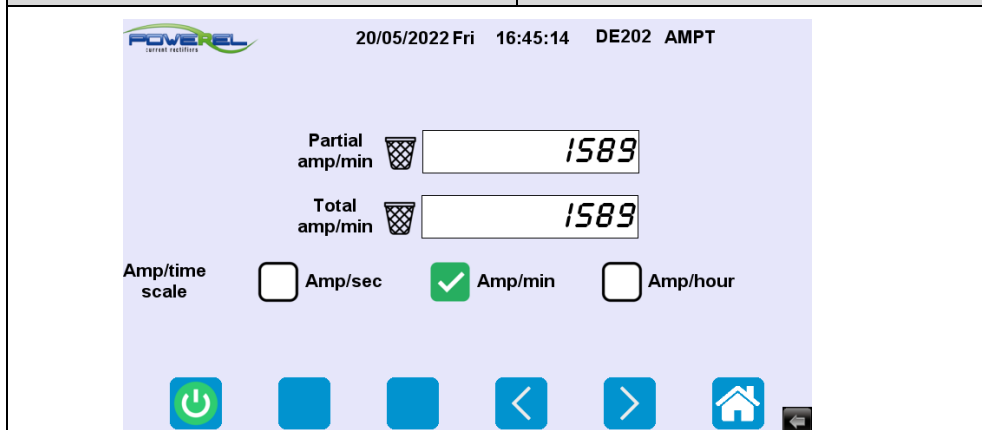 POWEREL
current rectifiers
20/05/2022 Fri 16:45:14 DE202 AMPT
Partial
amp/min
1589
Total
amp/min
1589
Amp/time
scale
Amp/sec
Amp/min
Amp/hour